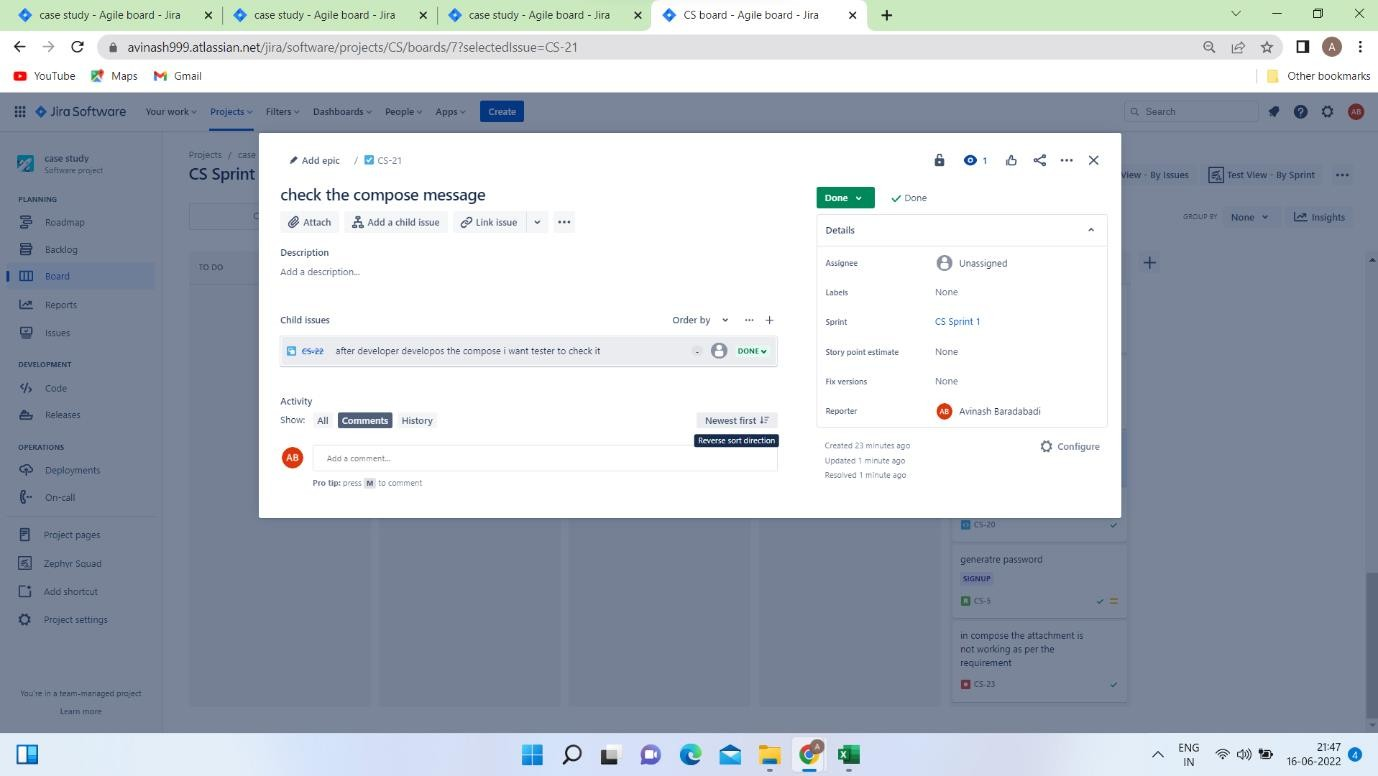 case study - Agile board - Jira
case study - Agile board - Jira
case study - Agile board - Jira
CS board - Agile board - Jira
avinash999.atlassian.net/jira/software/projects/CS/boards/7?selectedIssue=CS-21
A
YouTube
Maps
Gmail
Other bookmarks
Jira Software
Your work
Projects
Filters
Dashboards
People
Apps
Create
Search
AB
case study
Software project
PLANNING
Roadmap
Backlog
Board
Reports
Issues
DEVELOPMENT
Code
Releases
OPERATIONS
Deployments
On-call
Project pages
Zephyr Squad
Add shortcut
Project settings
You're in a team-managed project
Learn more
Projects / case
CS Sprint
View - By Issues
Test View - By Sprint
GROUP BY
None
Insights
TO DO
Add epic / CS-21
1
check the compose message
Attach
Add a child issue
Link issue
Description
Add a description...
Child issues
Order by
CS-22 after developer developos the compose i want tester to check it - DONE
Activity
Show: All Comments History
Newest first
Reverse sort direction
AB
Add a comment...
Pro tip: press M to comment
Done
Done
Details
Assignee Unassigned
Labels None
Sprint CS Sprint 1
Story point estimate None
Fix versions None
Reporter AB Avinash Baradabadi
Created 23 minutes ago
Updated 1 minute ago
Resolved 1 minute ago
Configure
CS-20
generatre password
SIGNUP
CS-5
in compose the attachment is
not working as per the
requirement
CS-23
A
ENG
IN
21:47
16-06-2022
4